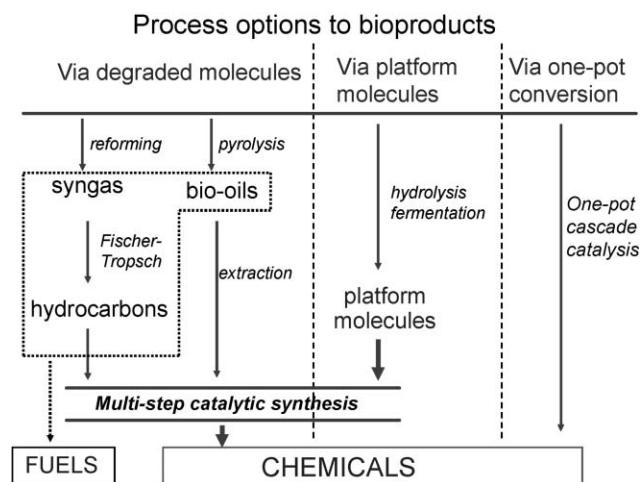 Process options to bioproducts
Via degraded molecules
Via platform
molecules
Via one-pot
conversion
reforming
pyrolysis
syngas
bio-oils
hydrolysis
fermentation
One-pot
cascade
catalysis
Fischer-
Tropsch
extraction
hydrocarbons
platform
molecules
Multi-step catalytic synthesis
FUELS
CHEMICALS